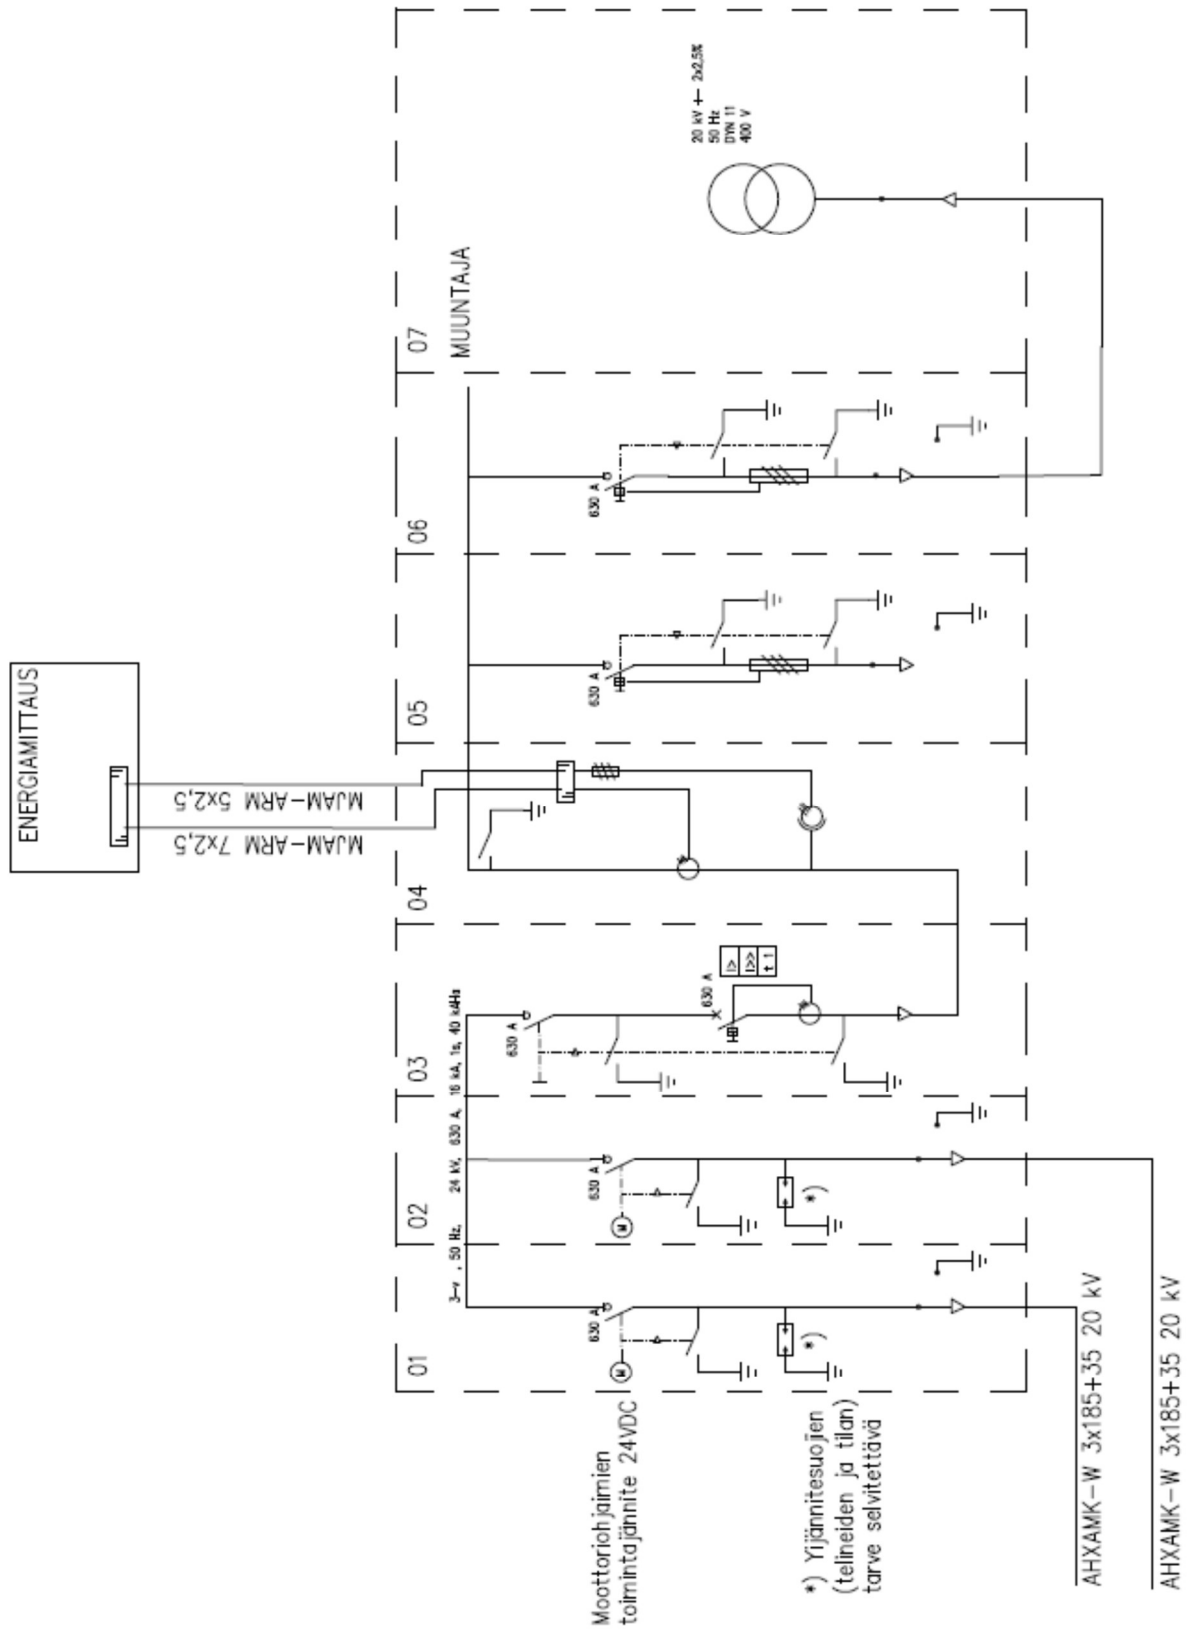 ENERGIAMITTAUS
MJAM-ARM 7x2,5
MJAM-ARM 5x2,5
01
02
03
04
05
06
07
MUUNTAJA
3-v , 50 Hz, 24 kV, 630 A, 16 kA, 1s, 40 kAHs
20 kV +- 2x2,5%
50 Hz
DYN 11
400 V
630 A
630 A
630 A
630 A
630 A
630 A
I>
I>>
t 1
M
M
*)
*)
Moottoriohjaimien
toimintajännite 24VDC
*) Yijännitesuojien
(telineiden ja tilan)
tarve selvitettävä
AHXAMK-W 3x185+35 20 kV
AHXAMK-W 3x185+35 20 kV